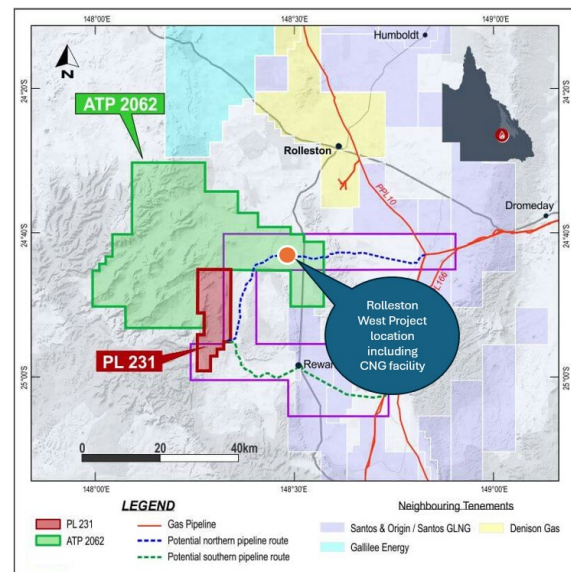 148°00'E
148°30'E
149°00'E
Humboldt
N
24°20'S
24°20'S
ATP 2062
Rolleston
PPL10
Dromeday
24°40'S
24°40'S
L166
Rolleston
West Project
location
including
CNG facility
PL 231
Rewan
25°00'S
25°00'S
0 20 40km
148°00'E
148°30'E
149°00'E
LEGEND
Neighbouring Tenements
PL 231
Gas Pipeline
Santos & Origin / Santos GLNG
Denison Gas
ATP 2062
Potential northern pipeline route
Gallilee Energy
Potential southern pipeline route